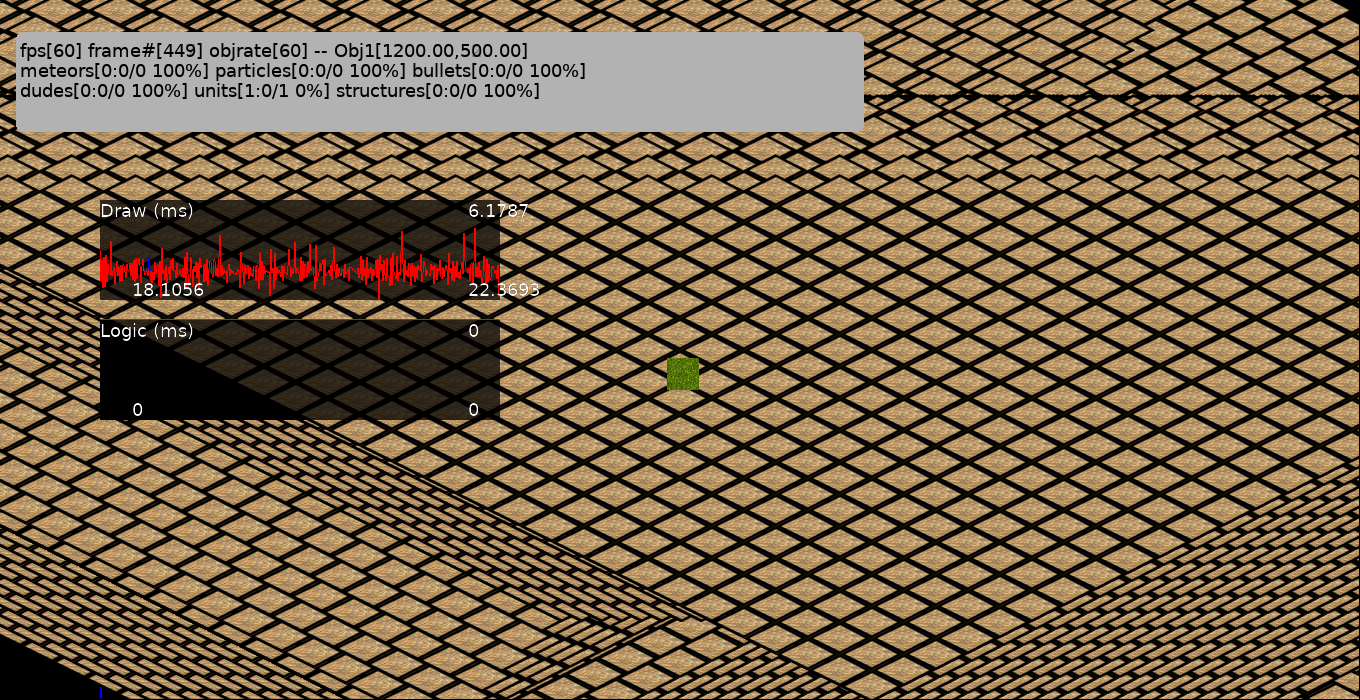 fps[60] frame#[449] objrate[60] -- Obj1[1200.00,500.00]
meteors[0:0/0 100%] particles[0:0/0 100%] bullets[0:0/0 100%]
dudes[0:0/0 100%] units[1:0/1 0%] structures[0:0/0 100%]
Draw (ms) 6.1787
18.1056 22.3693
Logic (ms) 0
0 0